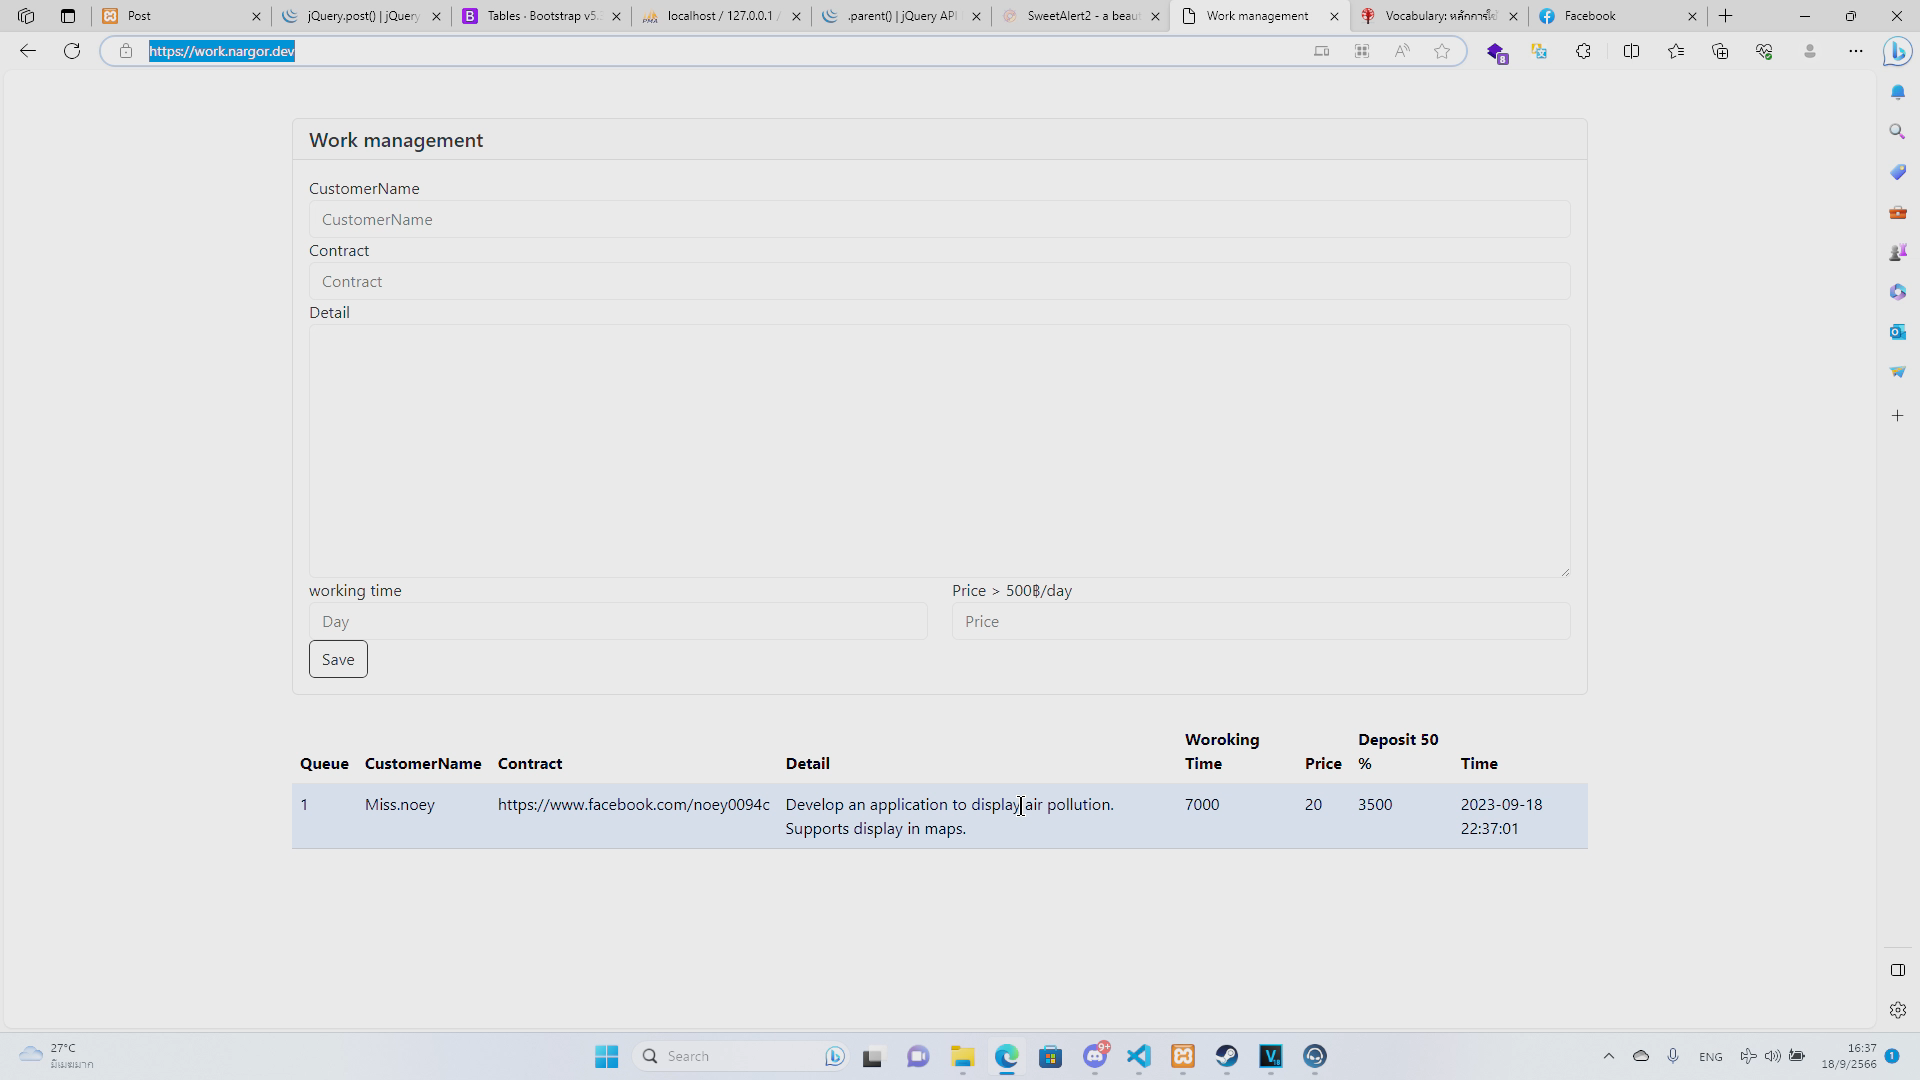 Post
jQuery.post() | jQuery
Tables · Bootstrap v5.
localhost / 127.0.0.1
.parent() | jQuery API
SweetAlert2 - a beau
Work management
Vocabulary: หลักการใช้
Facebook
https://work.nargor.dev
8
Work management
CustomerName
CustomerName
Contract
Contract
Detail
working time
Price > 500฿/day
Day
Price
Save
Queue CustomerName Contract Detail Woroking Time Price Deposit 50 % Time
1 Miss.noey https://www.facebook.com/noey0094c Develop an application to display air pollution. 7000 20 3500 2023-09-18
Supports display in maps. 22:37:01
27°C
มีเมฆมาก
Search
9+
ENG
16:37
18/9/2566
1